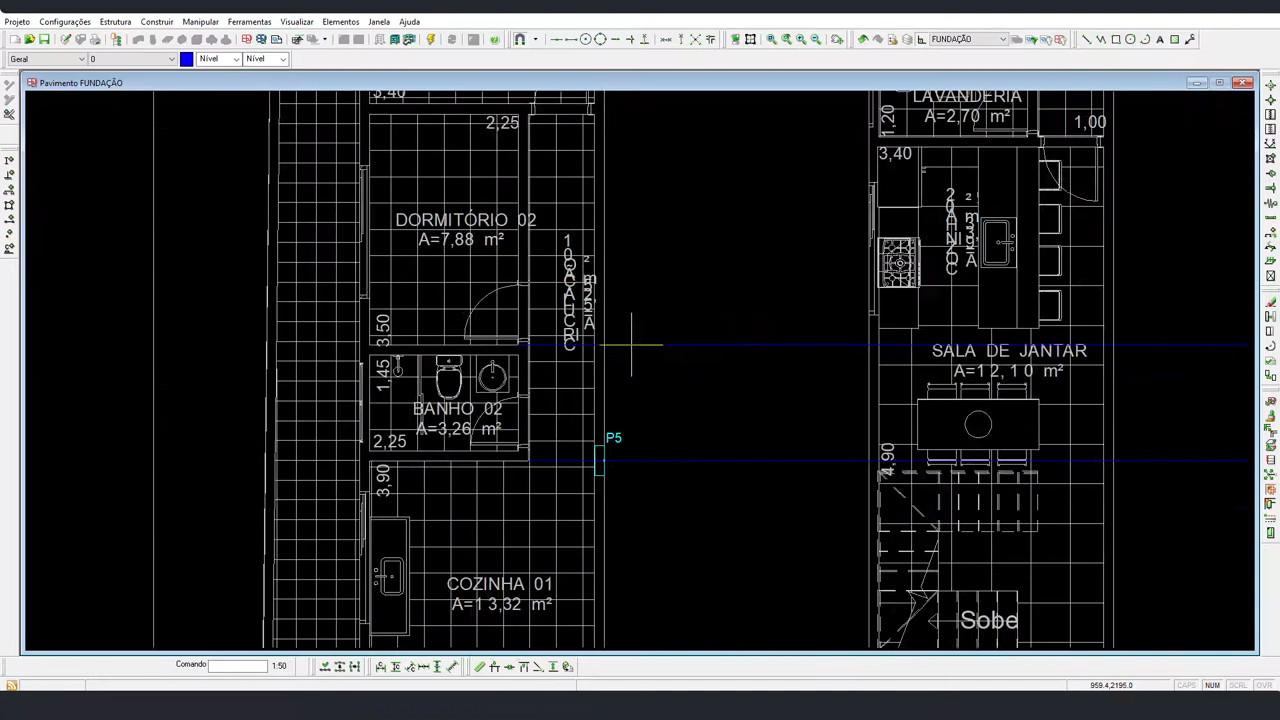 Projeto Configurações Estrutura Construir Manipular Ferramentas Visualizar Elementos Janela Ajuda
FUNDAÇÃO
Geral 0 Nível Nível
Pavimento FUNDAÇÃO
3,40
2,25
DORMITÓRIO 02
A=7,88 m²
3,50
1,45
BANHO 02
A=3,26 m²
2,25
P5
3,90
COZINHA 01
A=13,32 m²
LAVANDERIA
A=2,70 m²
1,20
1,00
3,40
SALA DE JANTAR
A=12,10 m²
4,90
Sobe
Comando 1:50
959.4,2195.0 CAPS NUM SCRL OVR